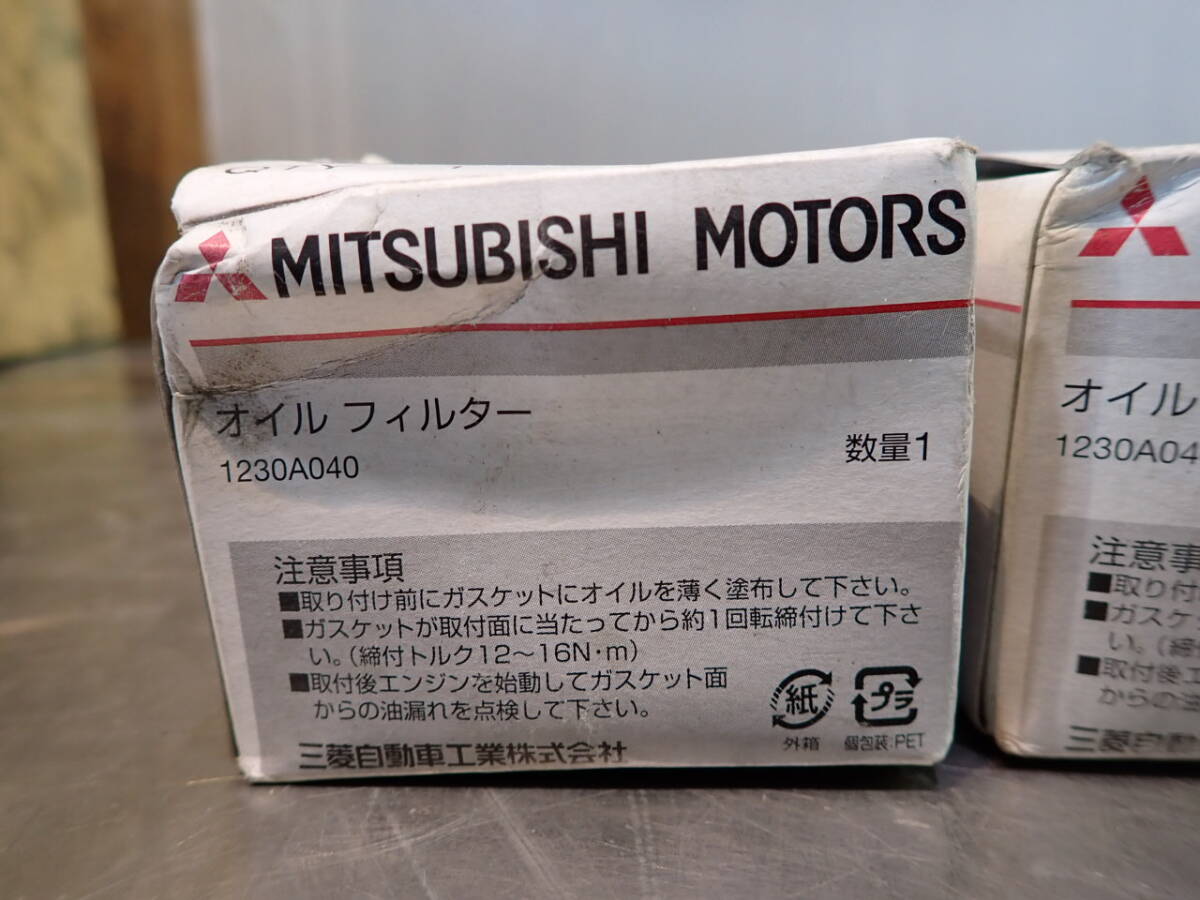 MITSUBISHI MOTORS
オイル フィルター
1230A040
数量1
注意事項
■取り付け前にガスケットにオイルを薄く塗布して下さい。
■ガスケットが取付面に当たってから約1回転締付けて下さ
い。(締付トルク12〜16N・m)
■取付後エンジンを始動してガスケット面
からの油漏れを点検して下さい。
紙
外箱
プラ
個包装:PET
三菱自動車工業株式会社
オイル
1230A04
注意事
■取り付
■ガスケ
い。(締
■取付後エ
からの油
三菱自動